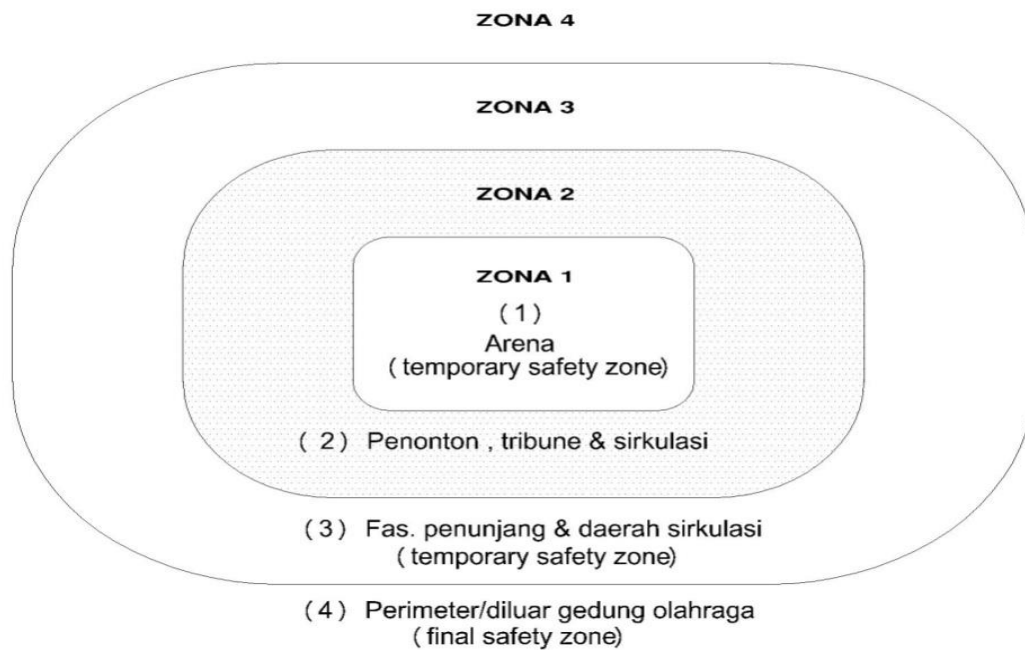 ZONA 4
ZONA 3
ZONA 2
ZONA 1
( 1 )
Arena
( temporary safety zone)
( 2 ) Penonton , tribune & sirkulasi
( 3 ) Fas. penunjang & daerah sirkulasi
( temporary safety zone)
(4) Perimeter/diluar gedung olahraga
( final safety zone)